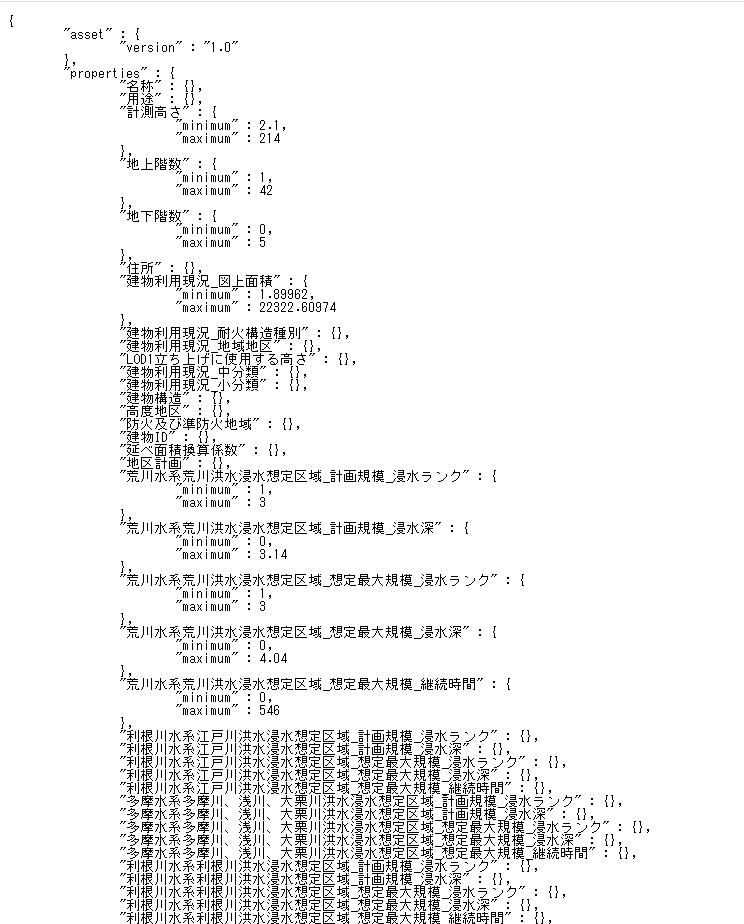 {
"asset" : {
"version" : "1.0"
},
"properties" : {
"名称" : {},
"用途" : {},
"計測高さ" : {
"minimum" : 2.1,
"maximum" : 214
},
"地上階数" : {
"minimum" : 1,
"maximum" : 42
},
"地下階数" : {
"minimum" : 0,
"maximum" : 5
},
"住所" : {},
"建物利用現況_図上面積" : {
"minimum" : 1.89962,
"maximum" : 22322.60974
},
"建物利用現況_耐火構造種別" : {},
"建物利用現況_地域地区" : {},
"LOD1立ち上げに使用する高さ" : {},
"建物利用現況_中分類" : {},
"建物利用現況_小分類" : {},
"建物構造" : {},
"高度地区" : {},
"防火及び準防火地域" : {},
"建物ID" : {},
"延べ面積換算係数" : {},
"地区計画" : {},
"荒川水系荒川洪水浸水想定区域_計画規模_浸水ランク" : {
"minimum" : 1,
"maximum" : 3
},
"荒川水系荒川洪水浸水想定区域_計画規模_浸水深" : {
"minimum" : 0,
"maximum" : 3.14
},
"荒川水系荒川洪水浸水想定区域_想定最大規模_浸水ランク" : {
"minimum" : 1,
"maximum" : 3
},
"荒川水系荒川洪水浸水想定区域_想定最大規模_浸水深" : {
"minimum" : 0,
"maximum" : 4.04
},
"荒川水系荒川洪水浸水想定区域_想定最大規模_継続時間" : {
"minimum" : 0,
"maximum" : 546
},
"利根川水系江戸川洪水浸水想定区域_計画規模_浸水ランク" : {},
"利根川水系江戸川洪水浸水想定区域_計画規模_浸水深" : {},
"利根川水系江戸川洪水浸水想定区域_想定最大規模_浸水ランク" : {},
"利根川水系江戸川洪水浸水想定区域_想定最大規模_浸水深" : {},
"利根川水系江戸川洪水浸水想定区域_想定最大規模_継続時間" : {},
"多摩水系多摩川、浅川、大栗川洪水浸水想定区域_計画規模_浸水ランク" : {},
"多摩水系多摩川、浅川、大栗川洪水浸水想定区域_計画規模_浸水深" : {},
"多摩水系多摩川、浅川、大栗川洪水浸水想定区域_想定最大規模_浸水ランク" : {},
"多摩水系多摩川、浅川、大栗川洪水浸水想定区域_想定最大規模_浸水深" : {},
"多摩水系多摩川、浅川、大栗川洪水浸水想定区域_想定最大規模_継続時間" : {},
"利根川水系利根川洪水浸水想定区域_計画規模_浸水ランク" : {},
"利根川水系利根川洪水浸水想定区域_計画規模_浸水深" : {},
"利根川水系利根川洪水浸水想定区域_想定最大規模_浸水ランク" : {},
"利根川水系利根川洪水浸水想定区域_想定最大規模_浸水深" : {},
"利根川水系利根川洪水浸水想定区域_想定最大規模_継続時間" : {},